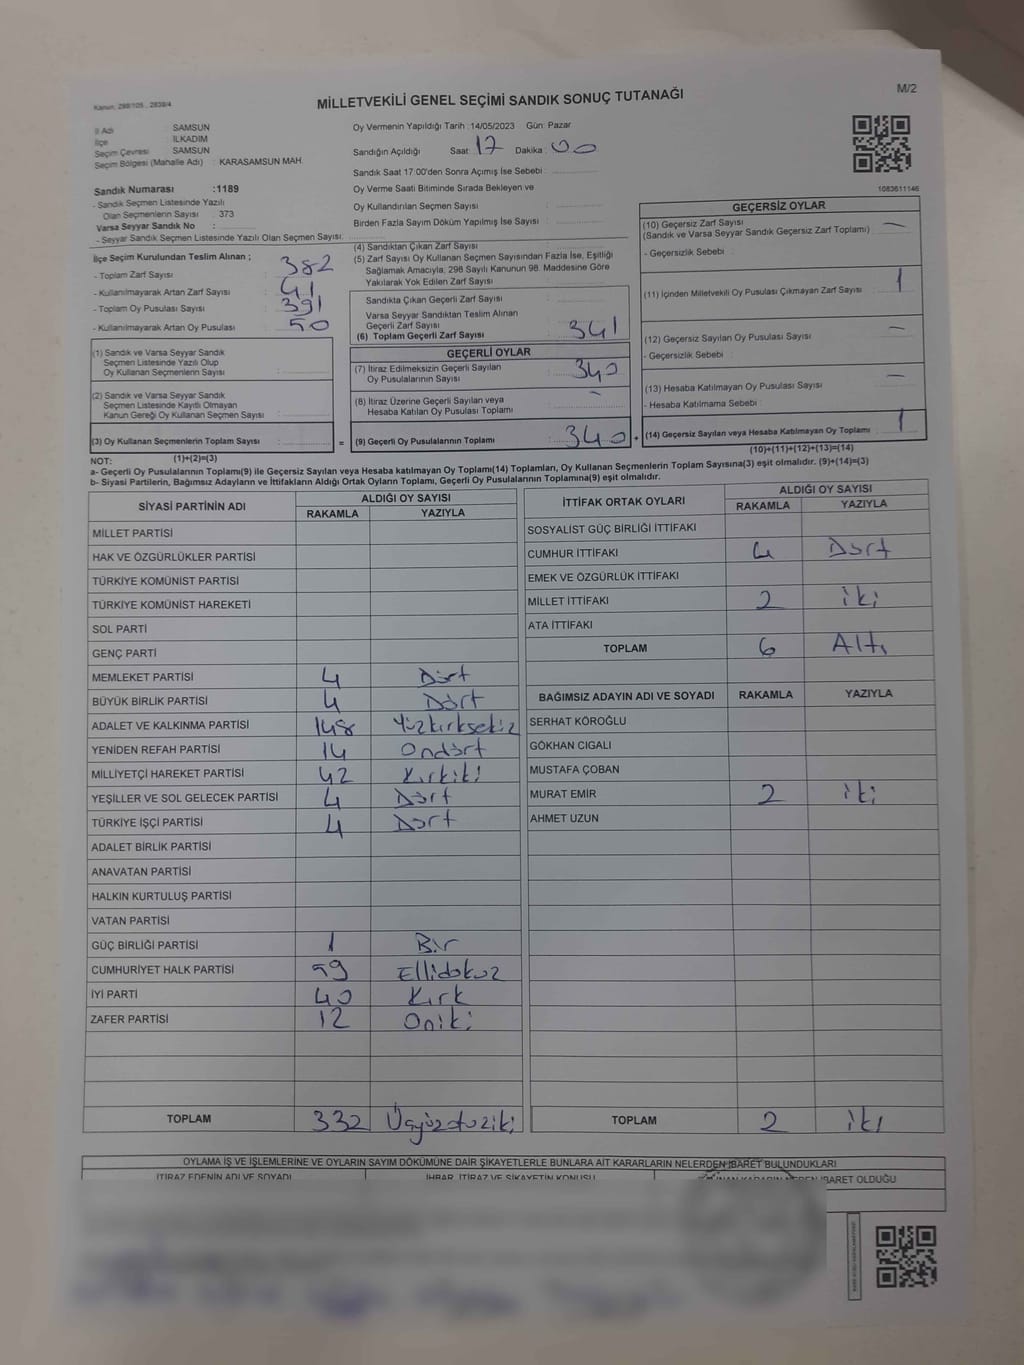 Kanun: 298/105 , 2839/4
MİLLETVEKİLİ GENEL SEÇİMİ SANDIK SONUÇ TUTANAĞI
M/2
İl Adı : SAMSUN
İlçe : İLKADIM
Seçim Çevresi : SAMSUN
Seçim Bölgesi (Mahalle Adı) : KARASAMSUN MAH.
Sandık Numarası :1189
- Sandık Seçmen Listesinde Yazılı
Olan Seçmenlerin Sayısı : 373
Varsa Seyyar Sandık No :
- Seyyar Sandık Seçmen Listesinde Yazılı Olan Seçmen Sayısı:
İlçe Seçim Kurulundan Teslim Alınan ;
- Toplam Zarf Sayısı : 382
- Kullanılmayarak Artan Zarf Sayısı : 41
- Toplam Oy Pusulası Sayısı : 391
- Kullanılmayarak Artan Oy Pusulası : 50
(1) Sandık ve Varsa Seyyar Sandık
Seçmen Listesinde Yazılı Olup
Oy Kullanan Seçmenlerin Sayısı :
(2) Sandık ve Varsa Seyyar Sandık
Seçmen Listesinde Kayıtlı Olmayan
Kanun Gereği Oy Kullanan Seçmen Sayısı :
(3) Oy Kullanan Seçmenlerin Toplam Sayısı :
(1)+(2)=(3)
Oy Vermenin Yapıldığı Tarih :14/05/2023 Gün: Pazar
Sandığın Açıldığı Saat: 17 Dakika: 00
Sandık Saat 17.00'den Sonra Açımış İse Sebebi :
Oy Verme Saati Bitiminde Sırada Bekleyen ve
Oy Kullandırılan Seçmen Sayısı :
Birden Fazla Sayım Döküm Yapılmış İse Sayısı :
(4) Sandıktan Çıkan Zarf Sayısı :
(5) Zarf Sayısı Oy Kullanan Seçmen Sayısından Fazla İse, Eşitliği
Sağlamak Amacıyla; 298 Sayılı Kanunun 98. Maddesine Göre
Yakılarak Yok Edilen Zarf Sayısı :
Sandıkta Çıkan Geçerli Zarf Sayısı :
Varsa Seyyar Sandıktan Teslim Alınan
Geçerli Zarf Sayısı
(6) Toplam Geçerli Zarf Sayısı : 341
GEÇERLİ OYLAR
(7) İtiraz Edilmeksizin Geçerli Sayılan
Oy Pusulalarının Sayısı : 340
(8) İtiraz Üzerine Geçerli Sayılan veya
Hesaba Katılan Oy Pusulası Toplamı : -
= (9) Geçerli Oy Pusulalarının Toplamı : 340 +
1083611146
GEÇERSİZ OYLAR
(10) Geçersiz Zarf Sayısı : -
(Sandık ve Varsa Seyyar Sandık Geçersiz Zarf Toplamı)
- Geçersizlik Sebebi :
(11) İçinden Milletvekili Oy Pusulası Çıkmayan Zarf Sayısı : 1
(12) Geçersiz Sayılan Oy Pusulası Sayısı : -
- Geçersizlik Sebebi :
(13) Hesaba Katılmayan Oy Pusulası Sayısı : -
- Hesaba Katılmama Sebebi :
(14) Geçersiz Sayılan veya Hesaba Katılmayan Oy Toplamı : 1
(10)+(11)+(12)+(13)=(14)
NOT:
a- Geçerli Oy Pusulalarının Toplamı(9) ile Geçersiz Sayılan veya Hesaba katılmayan Oy Toplamı(14) Toplamları, Oy Kullanan Seçmenlerin Toplam Sayısına(3) eşit olmalıdır. (9)+(14)=(3)
b- Siyasi Partilerin, Bağımsız Adayların ve İttifakların Aldığı Ortak Oyların Toplamı, Geçerli Oy Pusulalarının Toplamına(9) eşit olmalıdır.
SİYASİ PARTİNİN ADI ALDIĞI OY SAYISI
RAKAMLA YAZIYLA
MİLLET PARTİSİ
HAK VE ÖZGÜRLÜKLER PARTİSİ
TÜRKİYE KOMÜNİST PARTİSİ
TÜRKİYE KOMÜNİST HAREKETİ
SOL PARTİ
GENÇ PARTİ
MEMLEKET PARTİSİ 4 Dört
BÜYÜK BİRLİK PARTİSİ 4 Dört
ADALET VE KALKINMA PARTİSİ 148 Yüzkırksekiz
YENİDEN REFAH PARTİSİ 14 Ondört
MİLLİYETÇİ HAREKET PARTİSİ 42 Kırkiki
YEŞİLLER VE SOL GELECEK PARTİSİ 4 Dört
TÜRKİYE İŞÇİ PARTİSİ 4 Dört
ADALET BİRLİK PARTİSİ
ANAVATAN PARTİSİ
HALKIN KURTULUŞ PARTİSİ
VATAN PARTİSİ
GÜÇ BİRLİĞİ PARTİSİ 1 Bir
CUMHURİYET HALK PARTİSİ 59 Ellidokuz
İYİ PARTİ 40 Kırk
ZAFER PARTİSİ 12 Oniki
TOPLAM 332 Üçyüzotuziki
İTTİFAK ORTAK OYLARI ALDIĞI OY SAYISI
RAKAMLA YAZIYLA
SOSYALİST GÜÇ BİRLİĞİ İTTİFAKI
CUMHUR İTTİFAKI 4 Dört
EMEK VE ÖZGÜRLÜK İTTİFAKI
MİLLET İTTİFAKI 2 iki
ATA İTTİFAKI
TOPLAM 6 Altı
BAĞIMSIZ ADAYIN ADI VE SOYADI RAKAMLA YAZIYLA
SERHAT KÖROĞLU
GÖKHAN CIGALI
MUSTAFA ÇOBAN
MURAT EMİR 2 iki
AHMET UZUN
TOPLAM 2 iki
OYLAMA İŞ VE İŞLEMLERİNE VE OYLARIN SAYIM DÖKÜMÜNE DAİR ŞİKAYETLERLE BUNLARA AİT KARARLARIN NELERDEN İBARET BULUNDUKLARI
İTİRAZ EDENİN ADI VE SOYADI İHBAR, İTİRAZ VE ŞİKAYETİN KONUSU NEDEN İBARET OLDUĞU